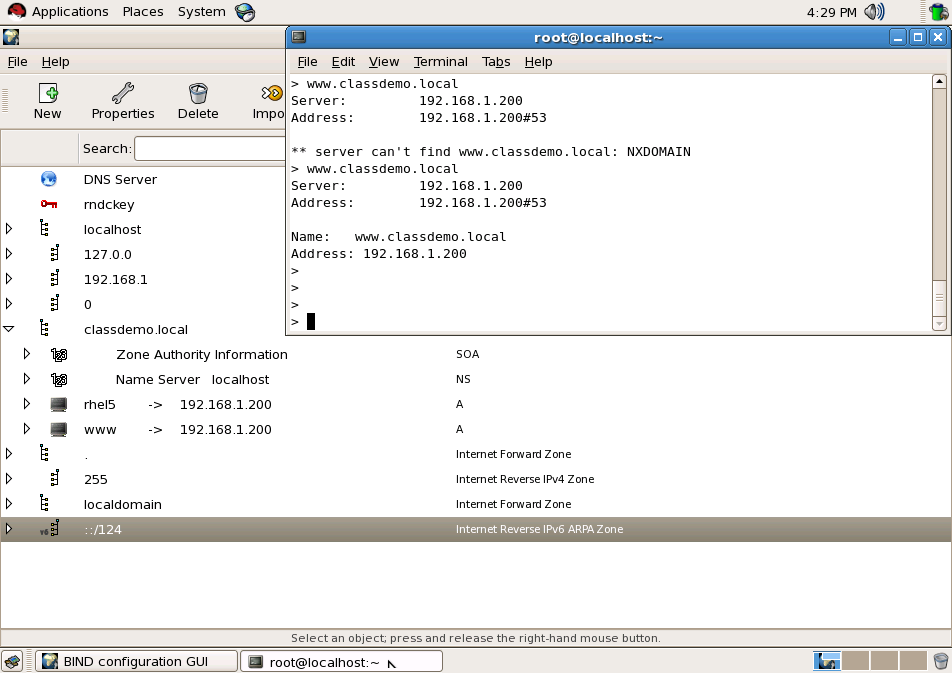 Applications Places System 4:29 PM
root@localhost:~
File Help
File Edit View Terminal Tabs Help
New Properties Delete Impo
Search:
> www.classdemo.local
Server: 192.168.1.200
Address: 192.168.1.200#53
** server can't find www.classdemo.local: NXDOMAIN
> www.classdemo.local
Server: 192.168.1.200
Address: 192.168.1.200#53
Name: www.classdemo.local
Address: 192.168.1.200
>
>
>
>
DNS Server
rndckey
localhost
127.0.0
192.168.1
0
classdemo.local
Zone Authority Information SOA
Name Server localhost NS
rhel5 -> 192.168.1.200 A
www -> 192.168.1.200 A
. Internet Forward Zone
255 Internet Reverse IPv4 Zone
localdomain Internet Forward Zone
::/124 Internet Reverse IPv6 ARPA Zone
Select an object; press and release the right-hand mouse button.
BIND configuration GUI root@localhost:~